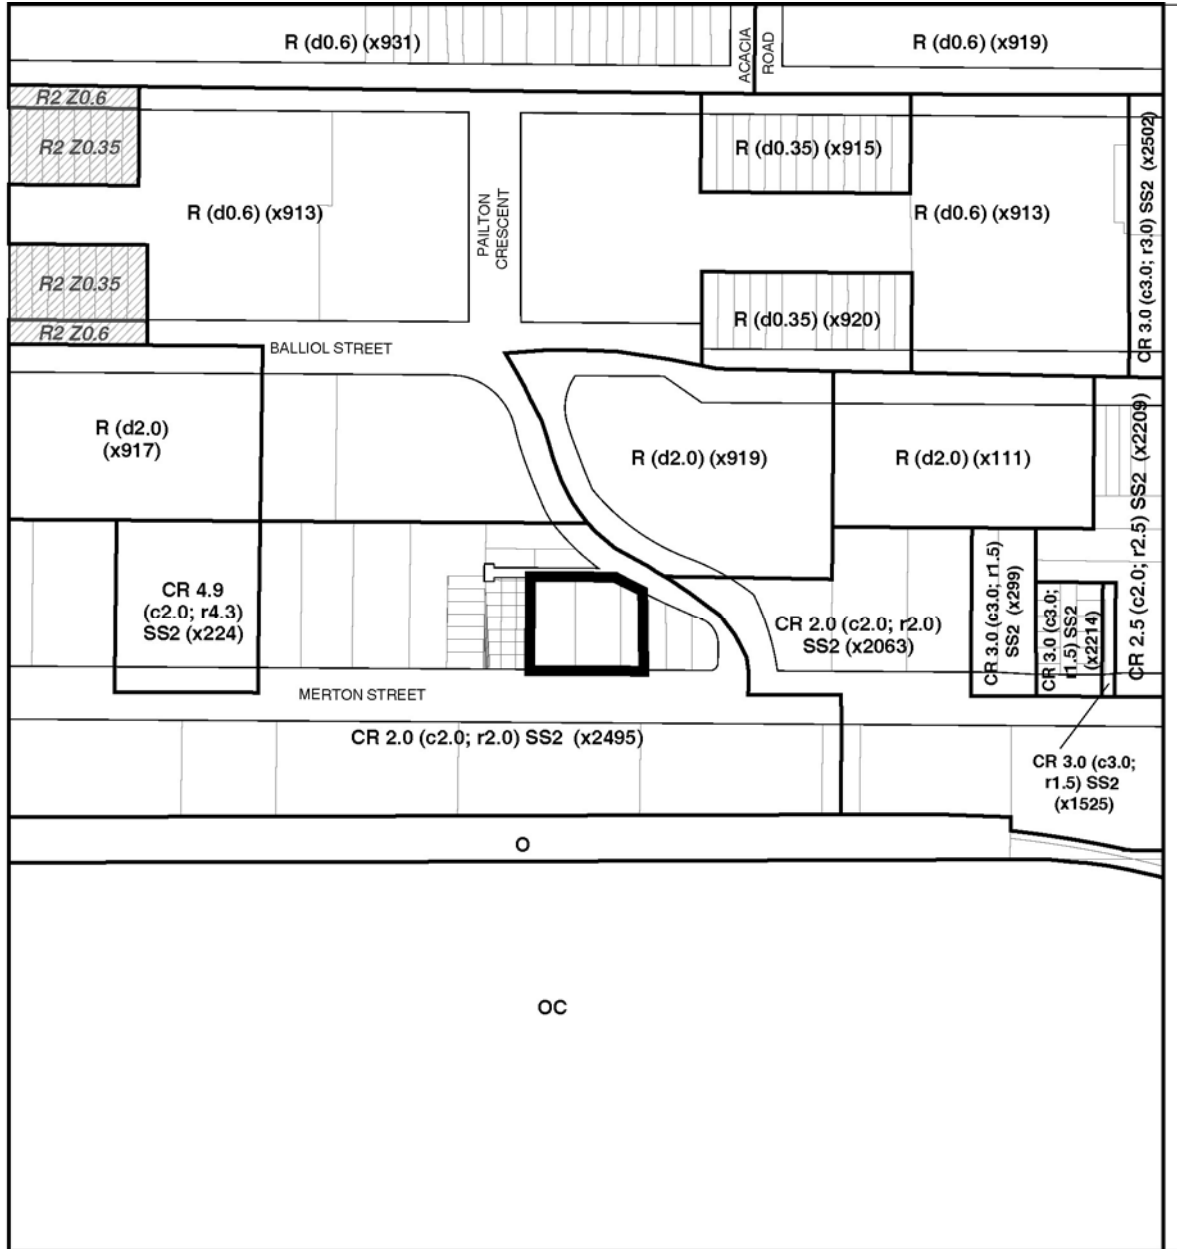 R (d0.6) (x931)
ACACIA
ROAD
R (d0.6) (x919)
R2 Z0.6
R2 Z0.35
R (d0.6) (x913)
PAILTON
CRESCENT
R (d0.35) (x915)
R (d0.6) (x913)
CR 3.0 (c3.0; r3.0) SS2 (x2502)
R2 Z0.35
R2 Z0.6
R (d0.35) (x920)
BALLIOL STREET
R (d2.0)
(x917)
R (d2.0) (x919)
R (d2.0) (x111)
CR 2.5 (c2.0; r2.5) SS2 (x2209)
CR 4.9
(c2.0; r4.3)
SS2 (x224)
CR 2.0 (c2.0; r2.0)
SS2 (x2063)
CR 3.0 (c3.0; r1.5)
SS2 (x299)
CR 3.0 (c3.0;
r1.5) SS2
(x2214)
MERTON STREET
CR 2.0 (c2.0; r2.0) SS2 (x2495)
CR 3.0 (c3.0;
r1.5) SS2
(x1525)
O
OC